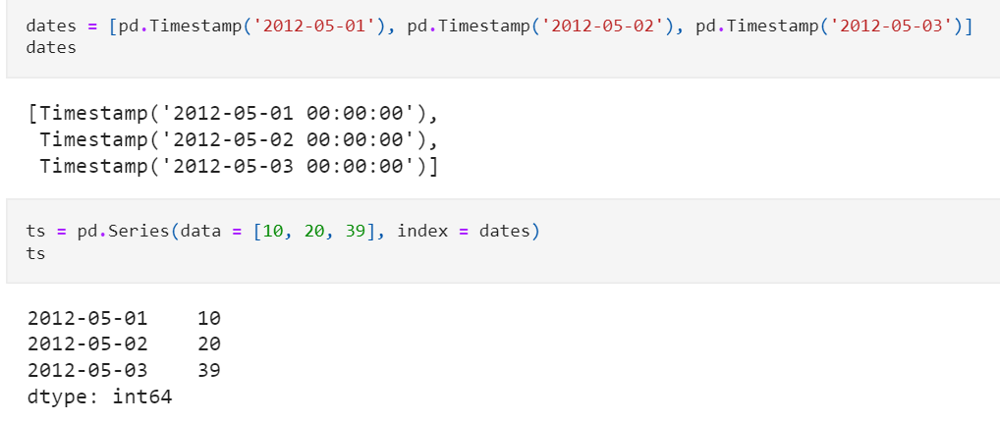 dates = [pd.Timestamp('2012-05-01'), pd.Timestamp('2012-05-02'), pd.Timestamp('2012-05-03')]
dates
[Timestamp('2012-05-01 00:00:00'),
 Timestamp('2012-05-02 00:00:00'),
 Timestamp('2012-05-03 00:00:00')]
ts = pd.Series(data = [10, 20, 39], index = dates)
ts
2012-05-01    10
2012-05-02    20
2012-05-03    39
dtype: int64